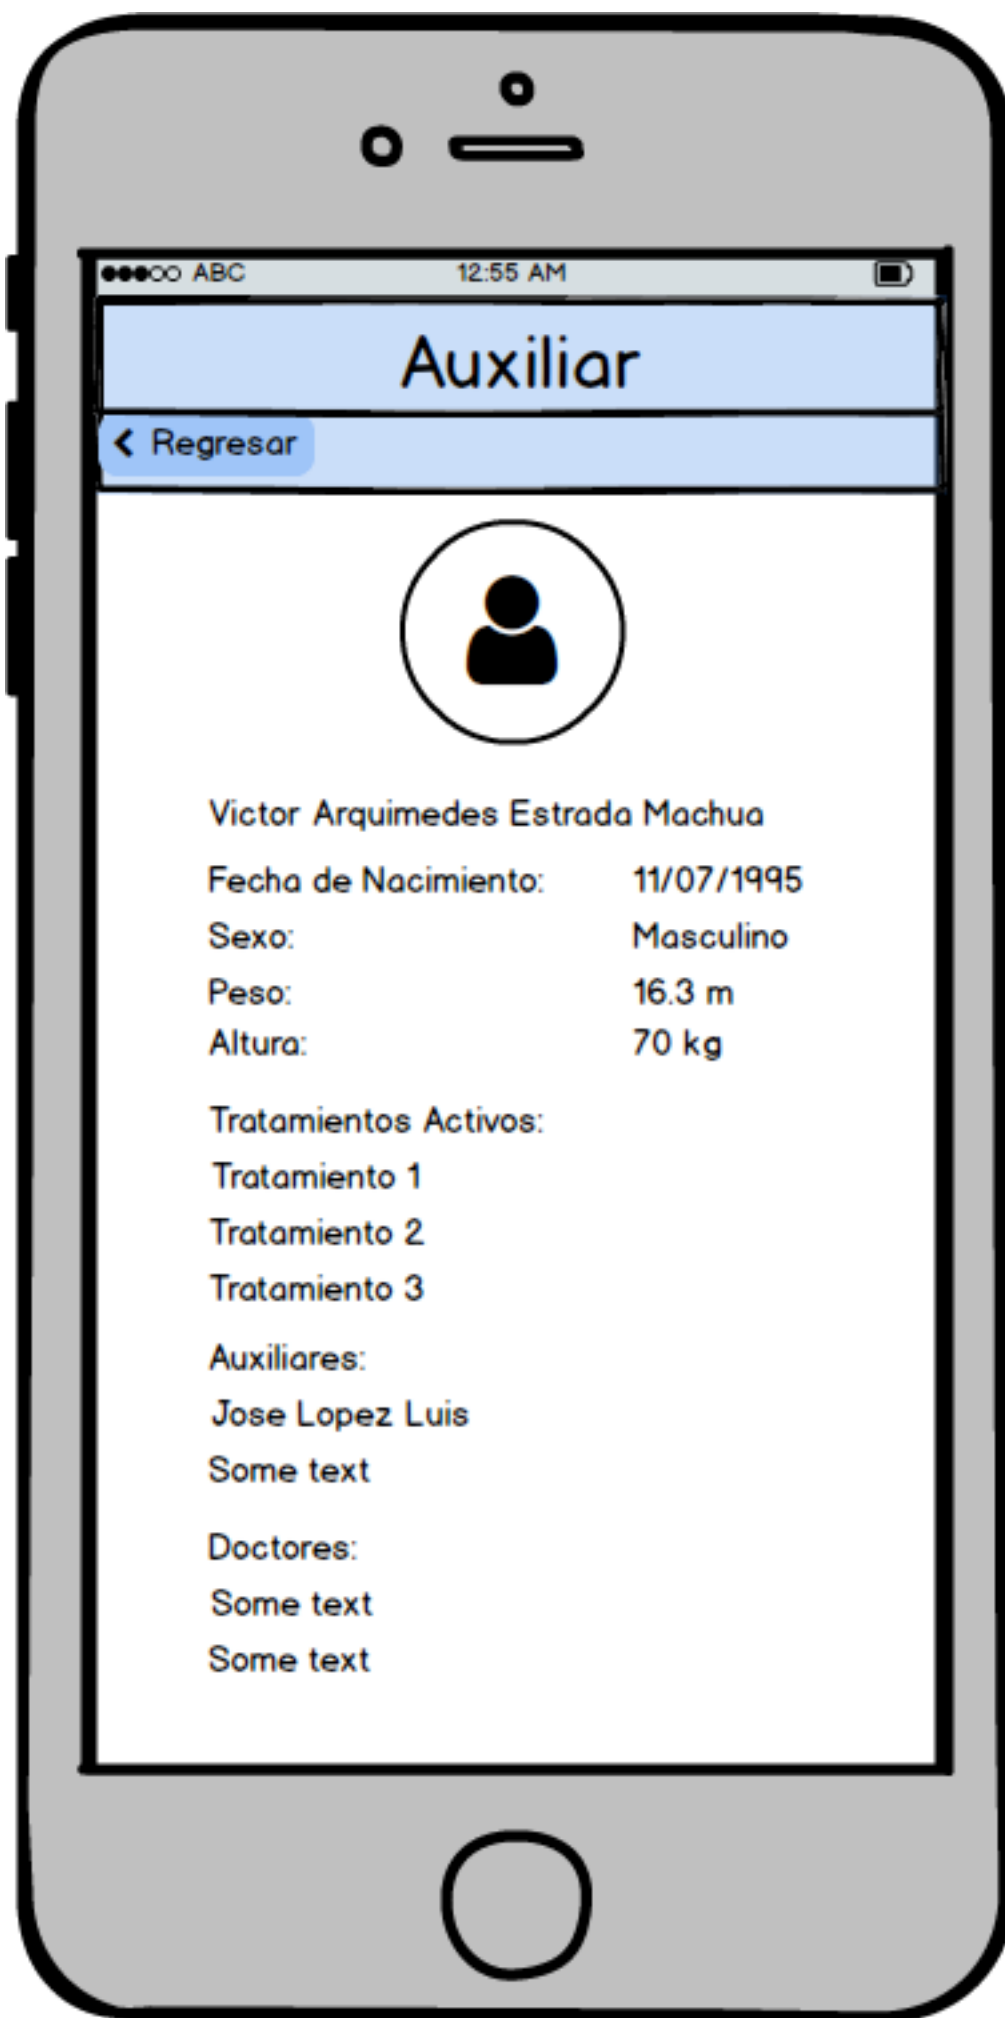 ABC 12:55 AM
Auxiliar
Regresar
Victor Arquimedes Estrada Machua
Fecha de Nacimiento: 11/07/1995
Sexo: Masculino
Peso: 16.3 m
Altura: 70 kg
Tratamientos Activos:
Tratamiento 1
Tratamiento 2
Tratamiento 3
Auxiliares:
Jose Lopez Luis
Some text
Doctores:
Some text
Some text